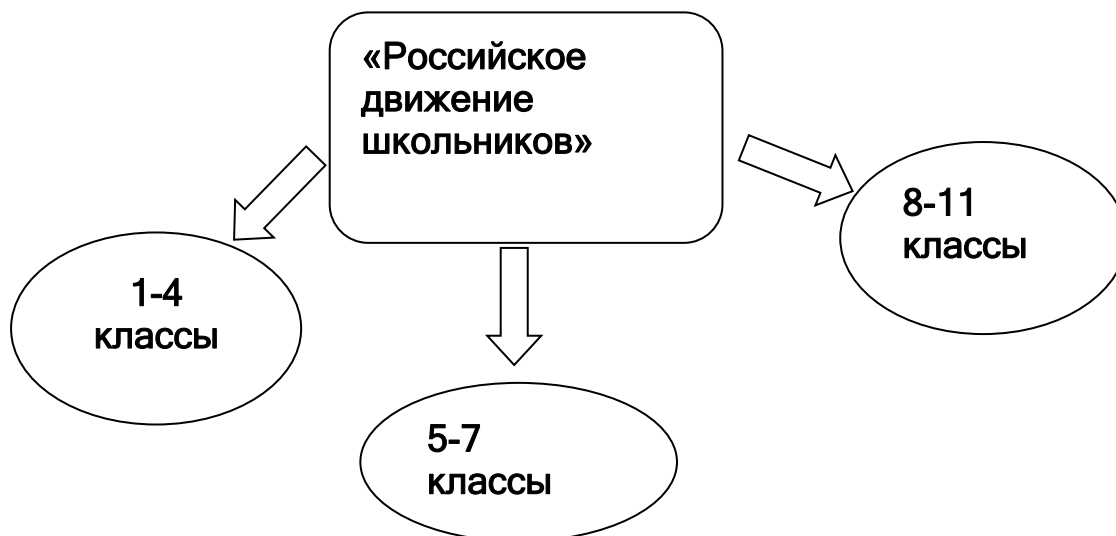 «Российское
движение
школьников»
1-4
классы
5-7
классы
8-11
классы